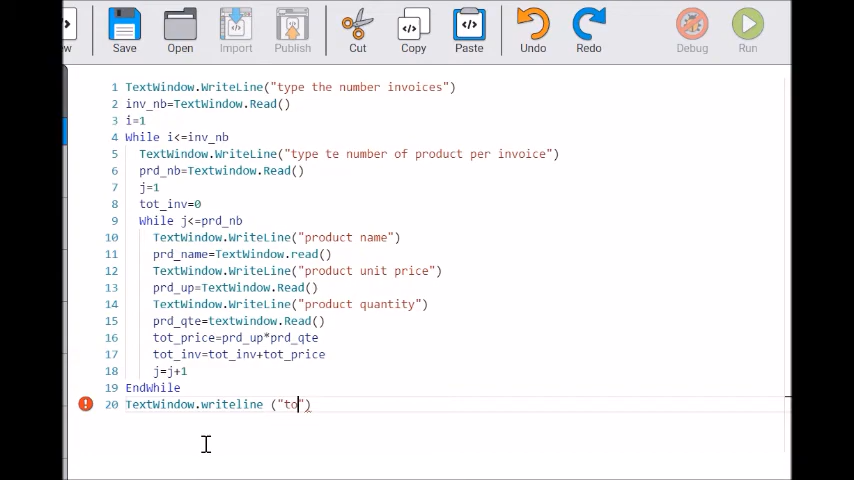 ew Save Open Import Publish Cut Copy Paste Undo Redo Debug Run
1 TextWindow.WriteLine("type the number invoices")
2 inv_nb=TextWindow.Read()
3 i=1
4 While i<=inv_nb
5 TextWindow.WriteLine("type te number of product per invoice")
6 prd_nb=Textwindow.Read()
7 j=1
8 tot_inv=0
9 While j<=prd_nb
10 TextWindow.WriteLine("product name")
11 prd_name=TextWindow.read()
12 TextWindow.WriteLine("product unit price")
13 prd_up=TextWindow.Read()
14 TextWindow.WriteLine("product quantity")
15 prd_qte=textwindow.Read()
16 tot_price=prd_up*prd_qte
17 tot_inv=tot_inv+tot_price
18 j=j+1
19 EndWhile
20 TextWindow.writeline ("to")